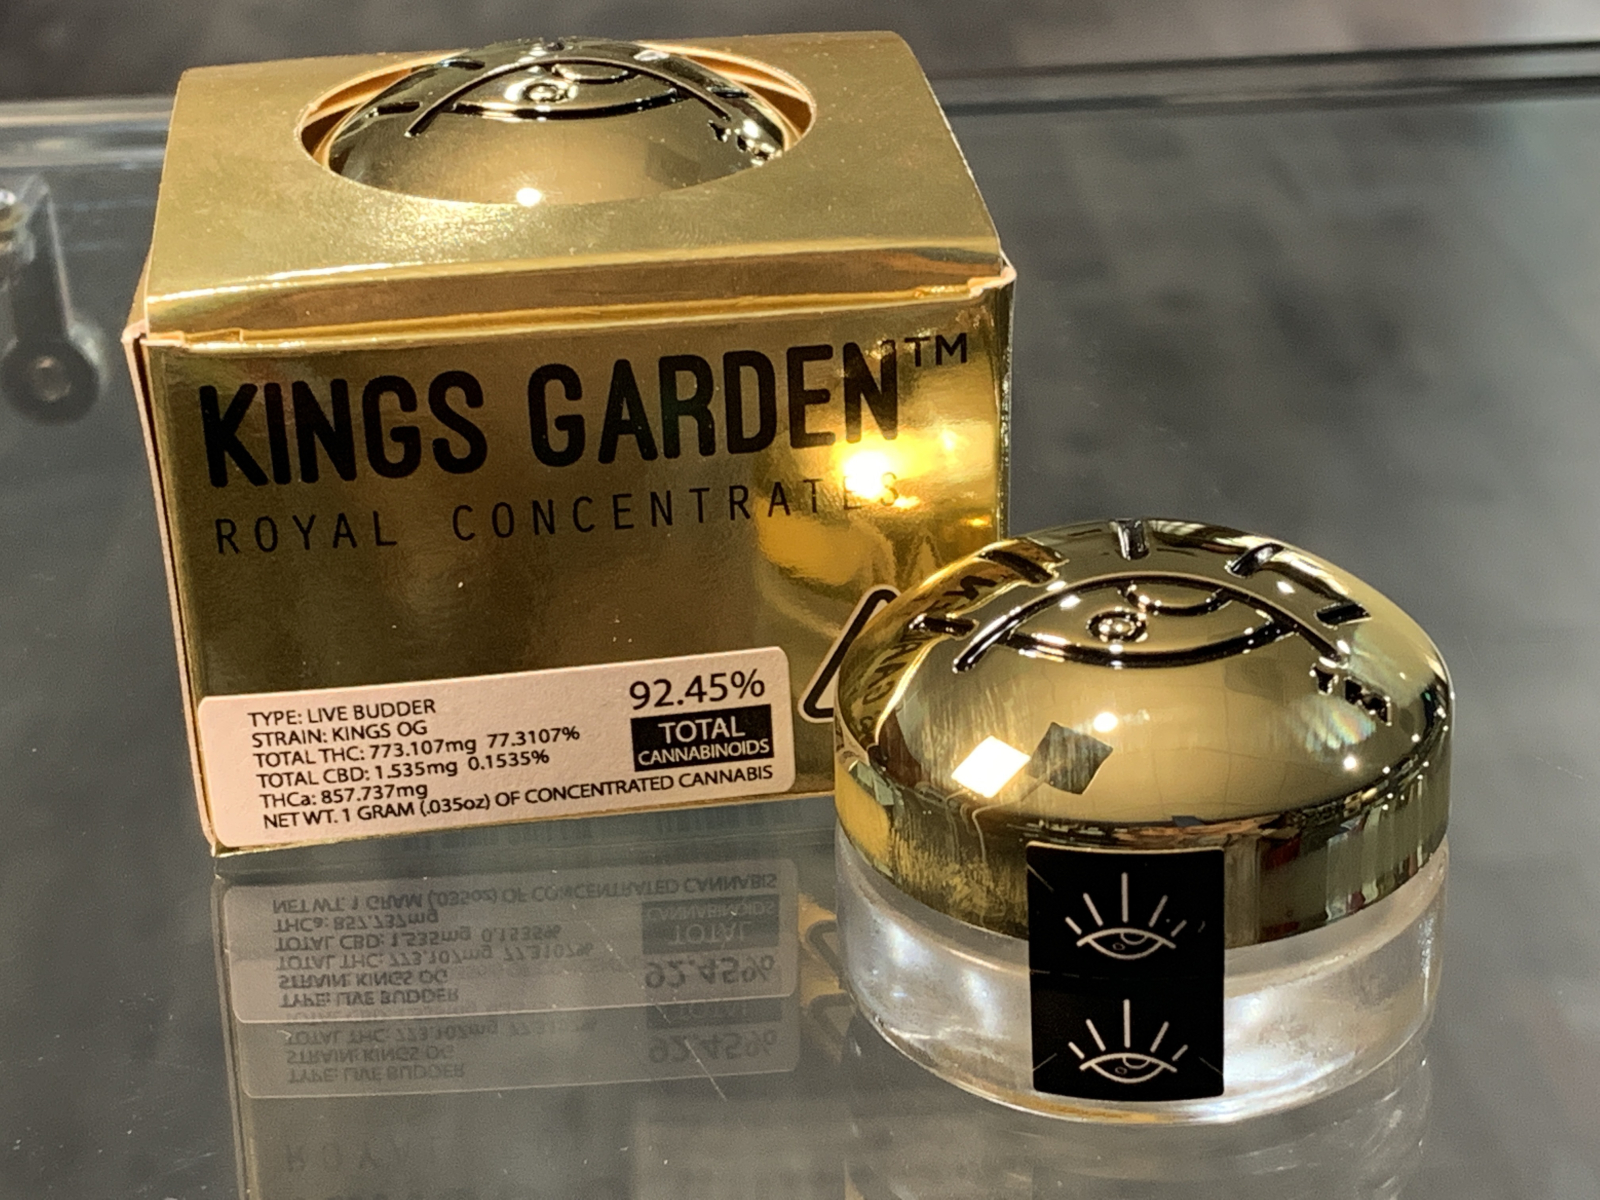 KINGS GARDEN™
ROYAL CONCENTRATES
TYPE: LIVE BUDDER
STRAIN: KINGS OG
TOTAL THC: 773.107mg 77.3107%
TOTAL CBD: 1.535mg 0.1535%
THCa: 857.737mg
NET WT. 1 GRAM (.035oz) OF CONCENTRATED CANNABIS
92.45%
TOTAL
CANNABINOIDS
TM